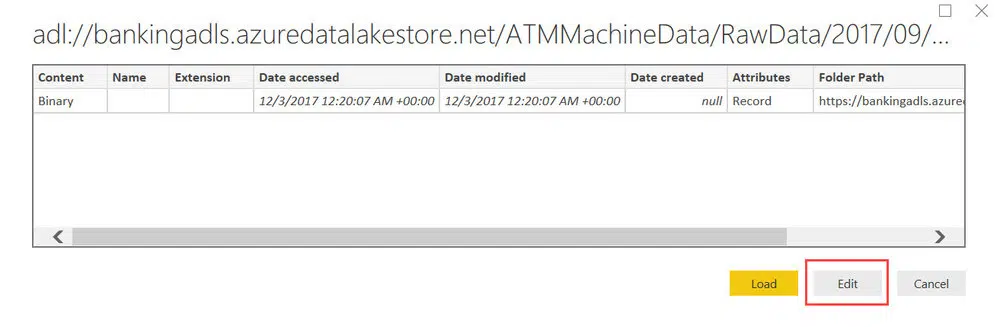 adl://bankingadls.azuredatalakestore.net/ATMMachineData/RawData/2017/09/...
Content Name Extension Date accessed Date modified Date created Attributes Folder Path
Binary 12/3/2017 12:20:07 AM +00:00 12/3/2017 12:20:07 AM +00:00 null Record https://bankingadls.azured
Load Edit Cancel